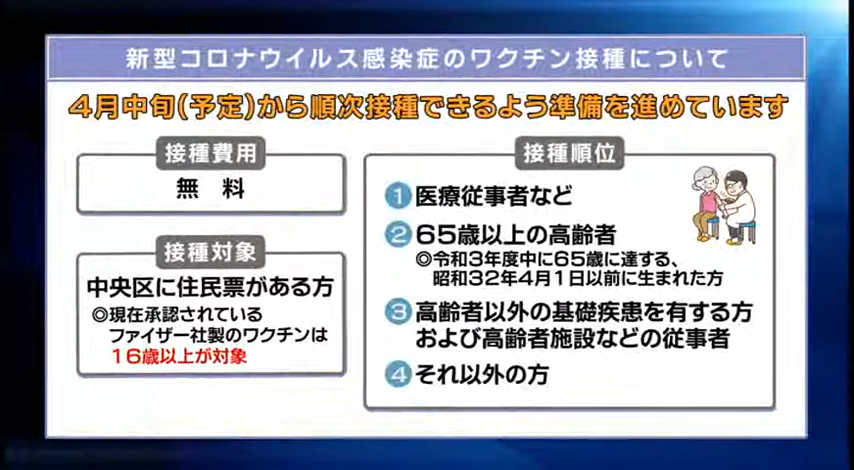 新型コロナウイルス感染症のワクチン接種について
4月中旬(予定)から順次接種できるよう準備を進めています
接種費用
無 料
接種対象
中央区に住民票がある方
◎現在承認されている
ファイザー社製のワクチンは
16歳以上が対象
接種順位
1 医療従事者など
2 65歳以上の高齢者
◎令和3年度中に65歳に達する、
昭和32年4月1日以前に生まれた方
3 高齢者以外の基礎疾患を有する方
および高齢者施設などの従事者
4 それ以外の方